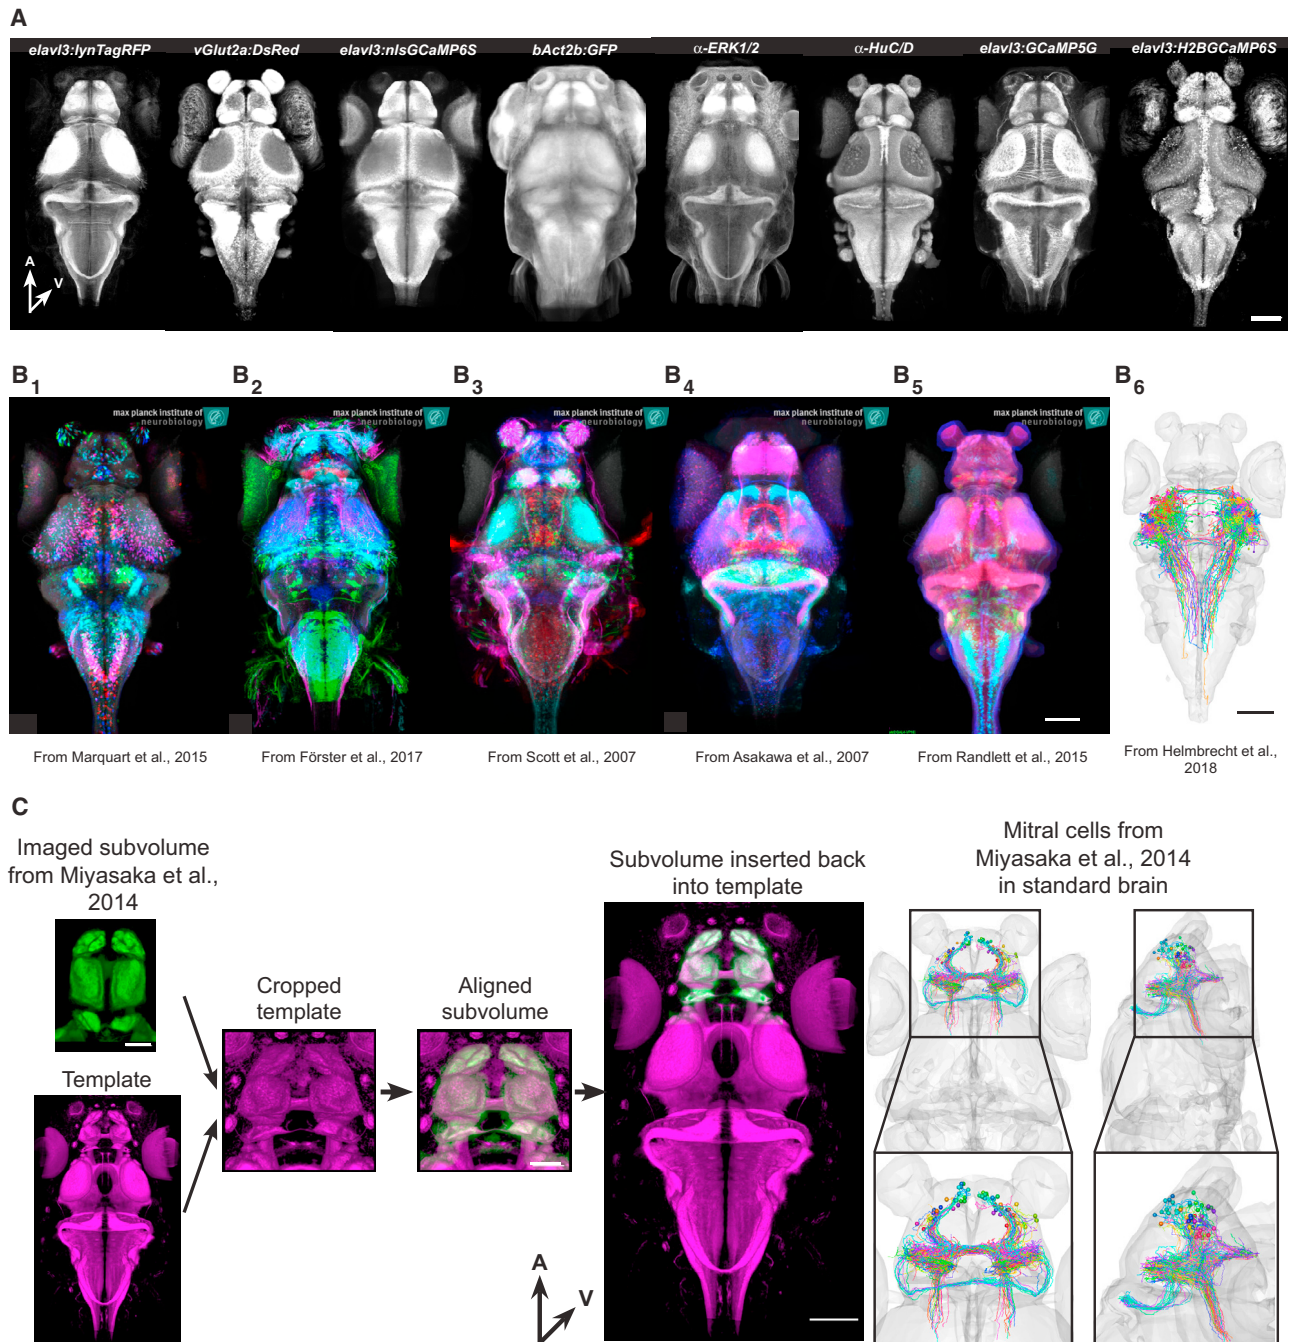 A
elavl3:lynTagRFP vGlut2a:DsRed elavl3:nlsGCaMP6S bAct2b:GFP α-ERK1/2 α-HuC/D elavl3:GCaMP5G elavl3:H2BGCaMP6S
A
V
B1 B2 B3 B4 B5 B6
max planck institute of neurobiology
max planck institute of neurobiology
max planck institute of neurobiology
max planck institute of neurobiology
max planck institute of neurobiology
From Marquart et al., 2015
From Förster et al., 2017
From Scott et al., 2007
From Asakawa et al., 2007
From Randlett et al., 2015
From Helmbrecht et al.,
2018
C
Imaged subvolume
from Miyasaka et al.,
2014
Template
Cropped
template
Aligned
subvolume
Subvolume inserted back
into template
Mitral cells from
Miyasaka et al., 2014
in standard brain
A
V